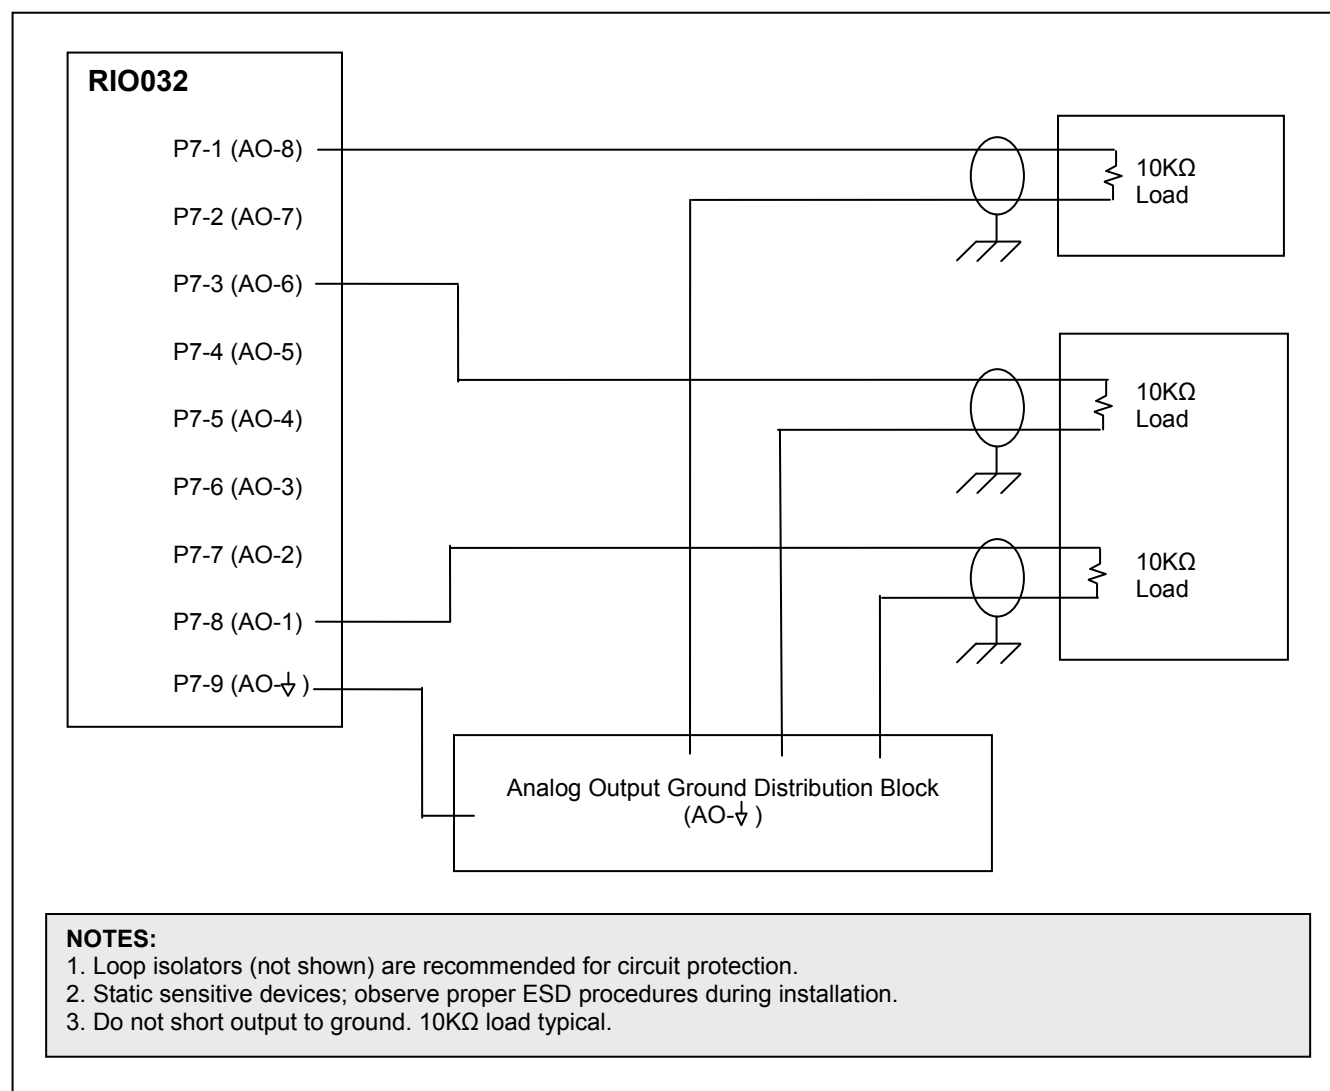 RIO032
P7-1 (AO-8)
P7-2 (AO-7)
P7-3 (AO-6)
P7-4 (AO-5)
P7-5 (AO-4)
P7-6 (AO-3)
P7-7 (AO-2)
P7-8 (AO-1)
P7-9 (AO-⏚)
10KΩ
Load
10KΩ
Load
10KΩ
Load
Analog Output Ground Distribution Block
(AO-⏚)
NOTES:
1. Loop isolators (not shown) are recommended for circuit protection.
2. Static sensitive devices; observe proper ESD procedures during installation.
3. Do not short output to ground. 10KΩ load typical.